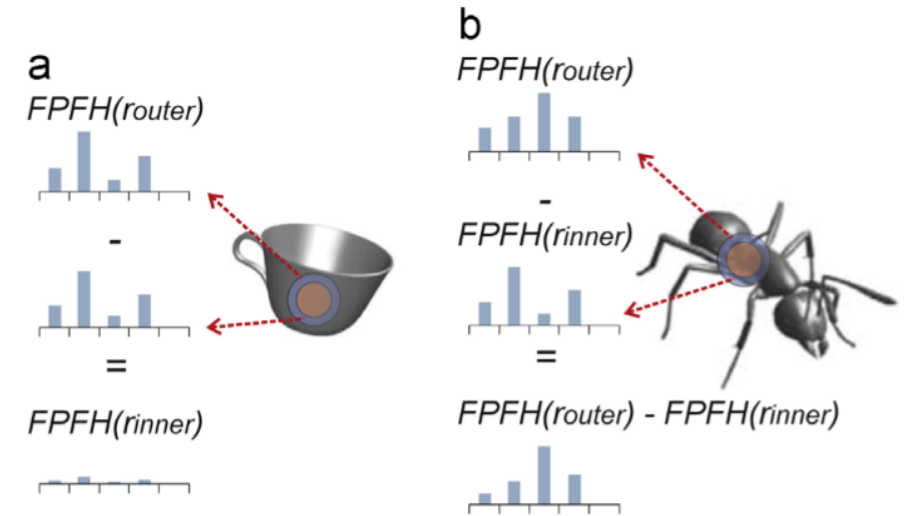 a
FPFH(router)
-
=
FPFH(rinner)
b
FPFH(router)
-
FPFH(rinner)
=
FPFH(router) - FPFH(rinner)